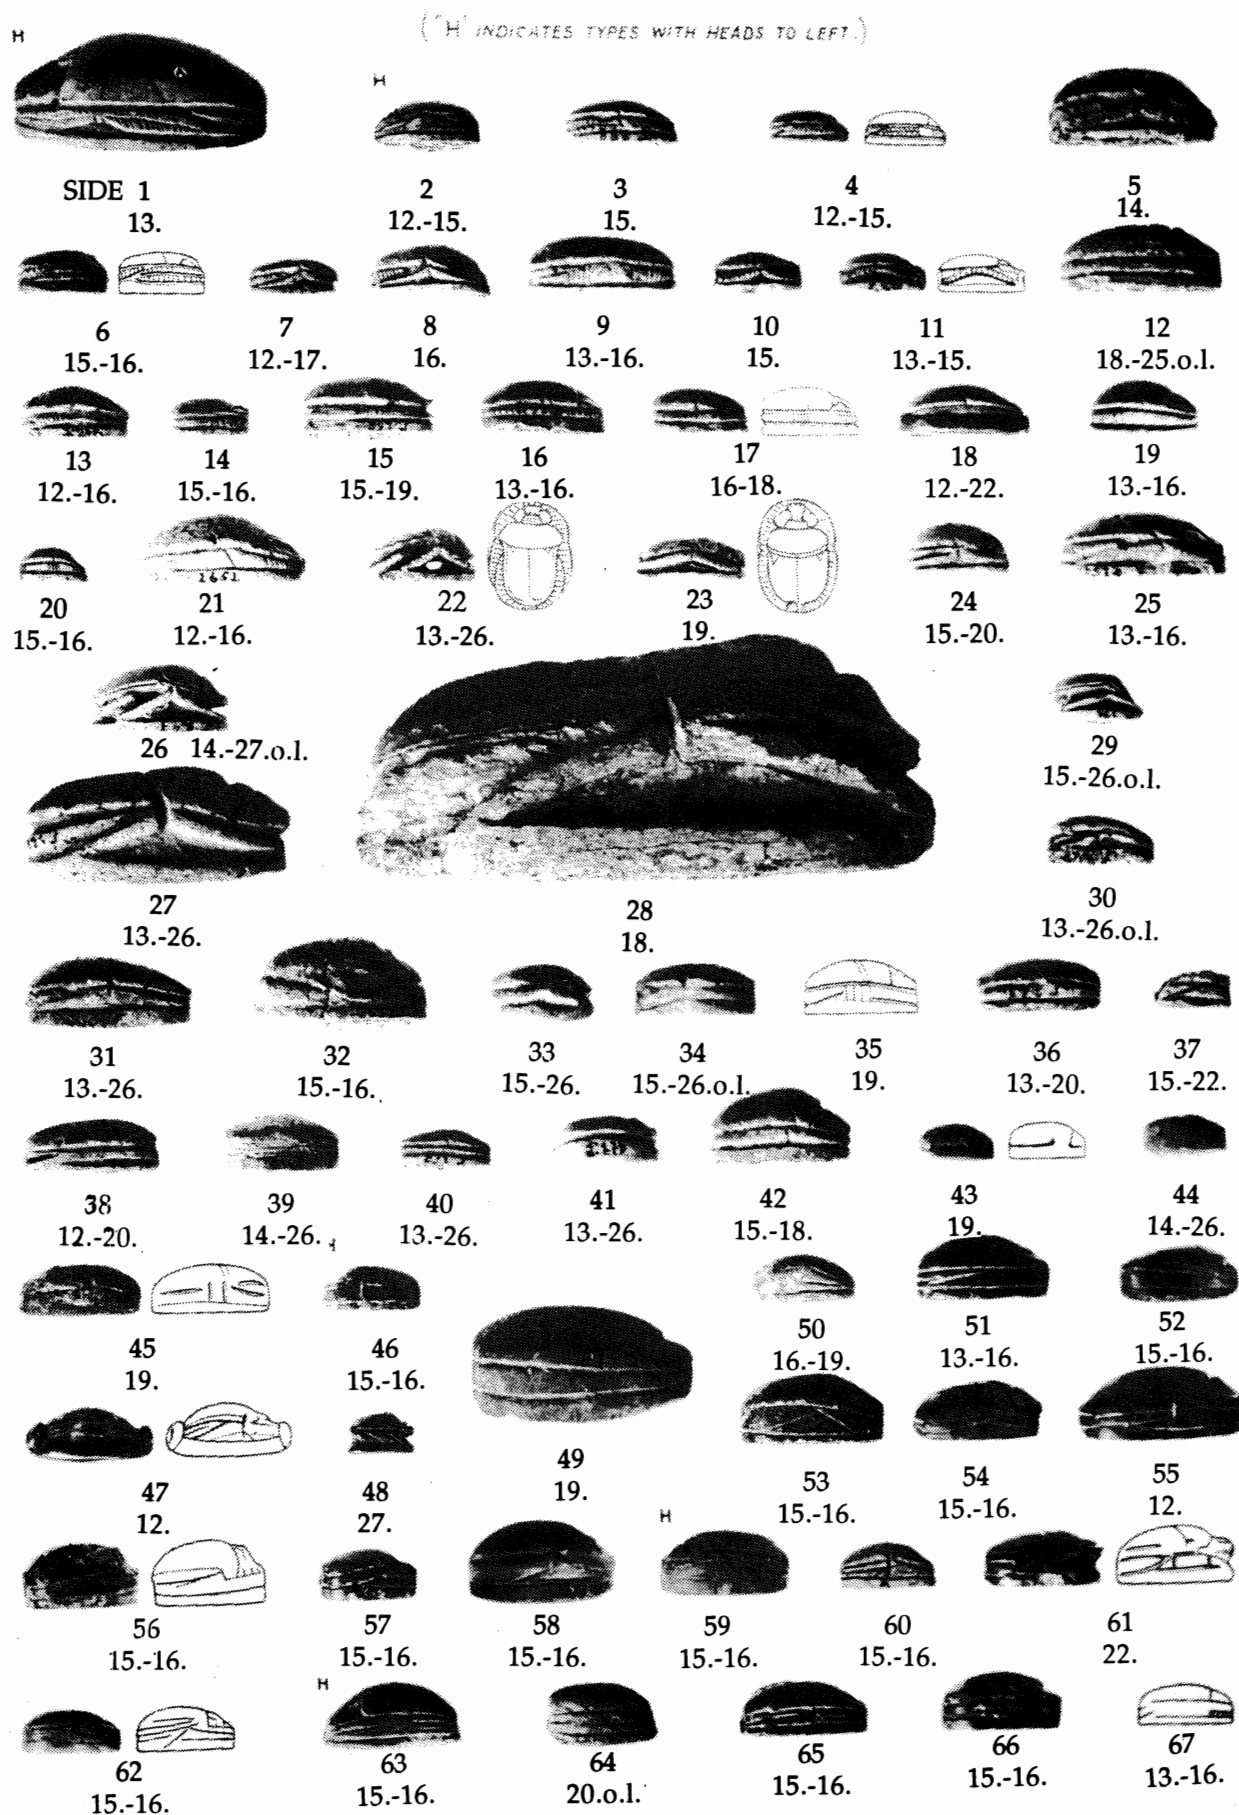 H
("H" INDICATES TYPES WITH HEADS TO LEFT.)
H
SIDE 1 2 3 4 5
13. 12.-15. 15. 12.-15. 14.
6 7 8 9 10 11 12
15.-16. 12.-17. 16. 13.-16. 15. 13.-15. 18.-25.o.l.
13 14 15 16 17 18 19
12.-16. 15.-16. 15.-19. 13.-16. 16-18. 12.-22. 13.-16.
20 21 22 23 24 25
15.-16. 12.-16. 13.-26. 19. 15.-20. 13.-16.
26 14.-27.o.l. 29
15.-26.o.l.
27 28 30
13.-26. 18. 13.-26.o.l.
31 32 33 34 35 36 37
13.-26. 15.-16. 15.-26. 15.-26.o.l. 19. 13.-20. 15.-22.
38 39 40 41 42 43 44
12.-20. 14.-26. 13.-26. 13.-26. 15.-18. 19. 14.-26.
45 46 50 51 52
19. 15.-16. 16.-19. 13.-16. 15.-16.
47 48 49 53 54 55
12. 27. 19. 15.-16. 15.-16. 12.
H
56 57 58 59 60 61
15.-16. 15.-16. 15.-16. 15.-16. 15.-16. 22.
H
62 63 64 65 66 67
15.-16. 15.-16. 20.o.l. 15.-16. 15.-16. 13.-16.